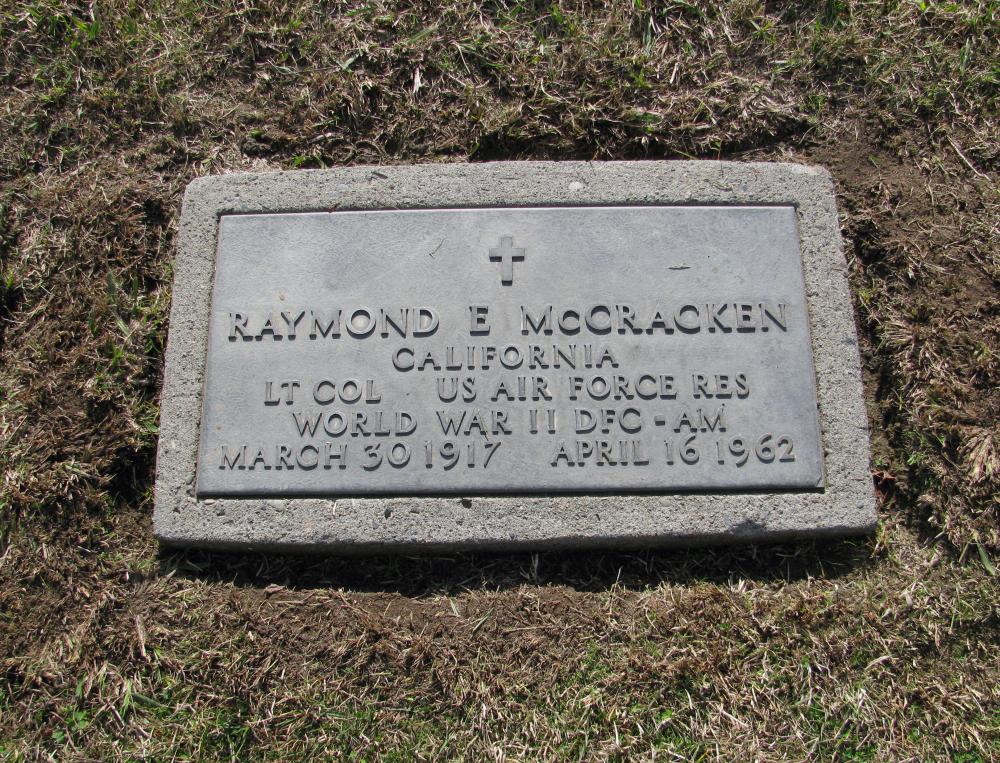 RAYMOND E McCRACKEN
CALIFORNIA
LT COL US AIR FORCE RES
WORLD WAR II DFC - AM
MARCH 30 1917 APRIL 16 1962